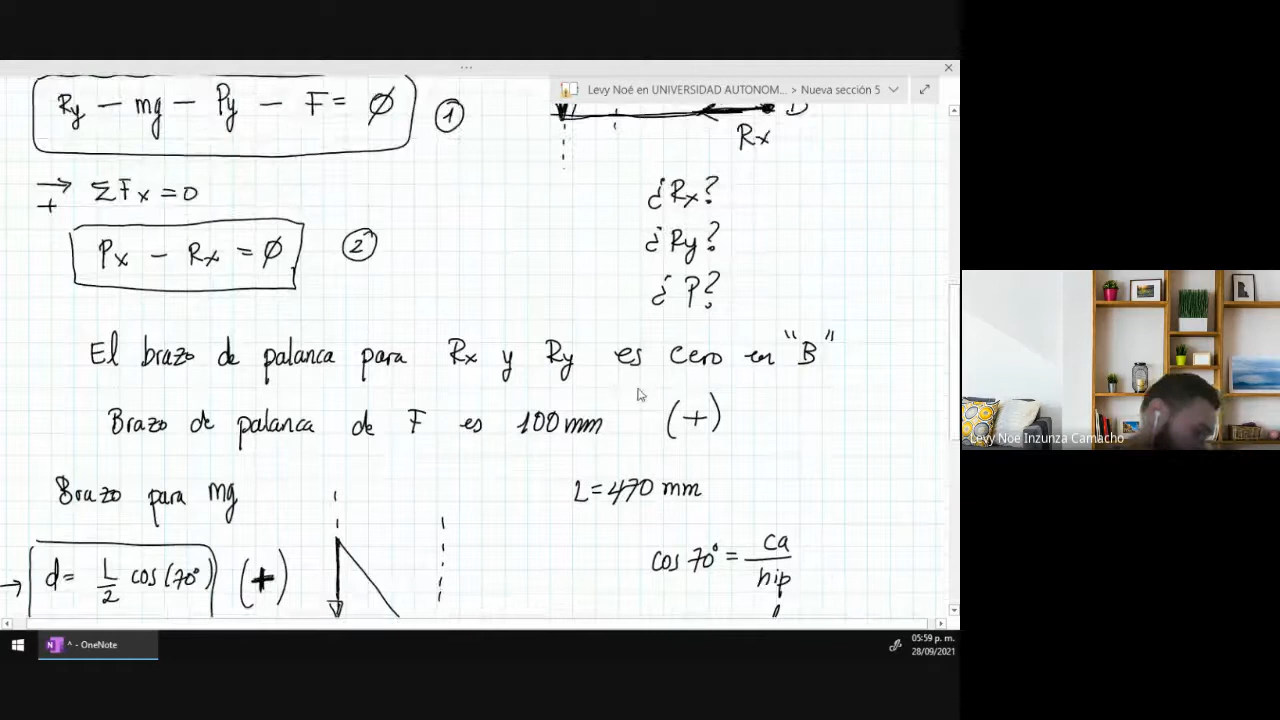 Levy Noé en UNIVERSIDAD AUTONOM... > Nueva sección 5
Ry - mg - Py - F = ∅ ①
B
Rx
→+ ΣFx = 0
¿Rx?
Px - Rx = ∅ ②
¿Ry?
¿P?
El brazo de palanca para Rx y Ry es cero en "B"
Brazo de palanca de F es 100 mm (+)
Levy Noe Inzunza Camacho
Brazo para mg
L = 470 mm
→ d = L/2 cos(70°) (+)
cos 70° = ca/hip
^ - OneNote
05:59 p. m.
28/09/2021